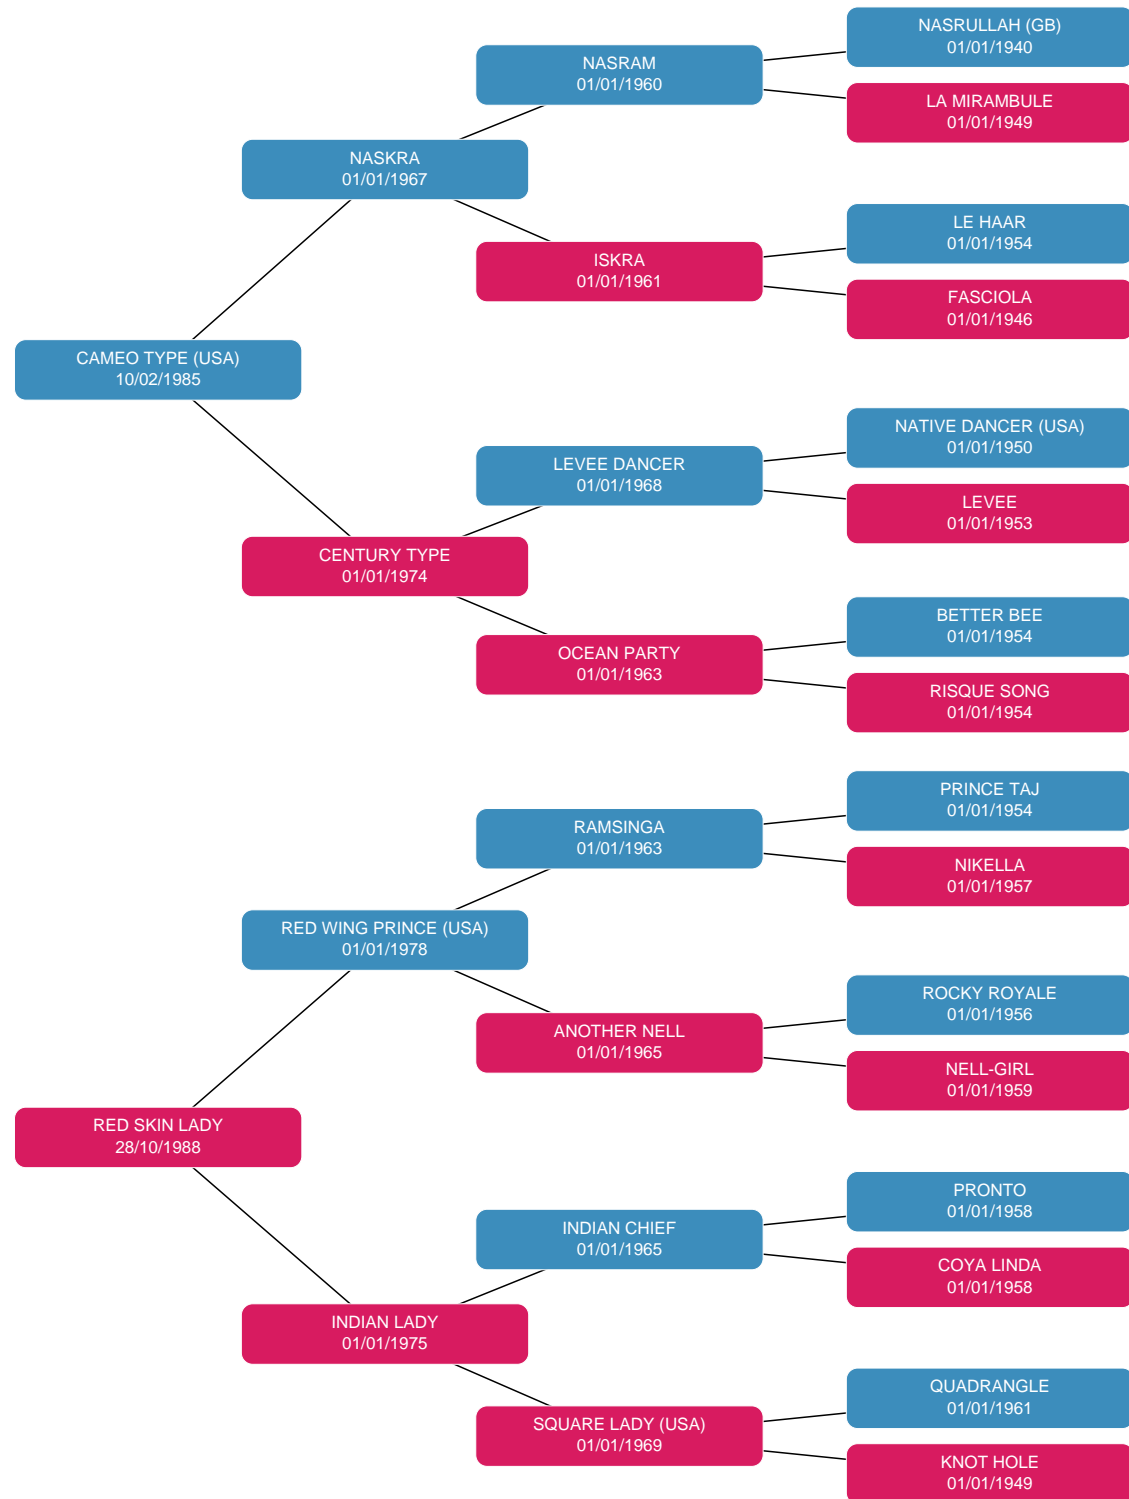 NASRULLAH (GB)
01/01/1940
NASRAM
01/01/1960
LA MIRAMBULE
01/01/1949
NASKRA
01/01/1967
LE HAAR
01/01/1954
ISKRA
01/01/1961
FASCIOLA
01/01/1946
CAMEO TYPE (USA)
10/02/1985
NATIVE DANCER (USA)
01/01/1950
LEVEE DANCER
01/01/1968
LEVEE
01/01/1953
CENTURY TYPE
01/01/1974
BETTER BEE
01/01/1954
OCEAN PARTY
01/01/1963
RISQUE SONG
01/01/1954
PRINCE TAJ
01/01/1954
RAMSINGA
01/01/1963
NIKELLA
01/01/1957
RED WING PRINCE (USA)
01/01/1978
ROCKY ROYALE
01/01/1956
ANOTHER NELL
01/01/1965
NELL-GIRL
01/01/1959
RED SKIN LADY
28/10/1988
PRONTO
01/01/1958
INDIAN CHIEF
01/01/1965
COYA LINDA
01/01/1958
INDIAN LADY
01/01/1975
QUADRANGLE
01/01/1961
SQUARE LADY (USA)
01/01/1969
KNOT HOLE
01/01/1949